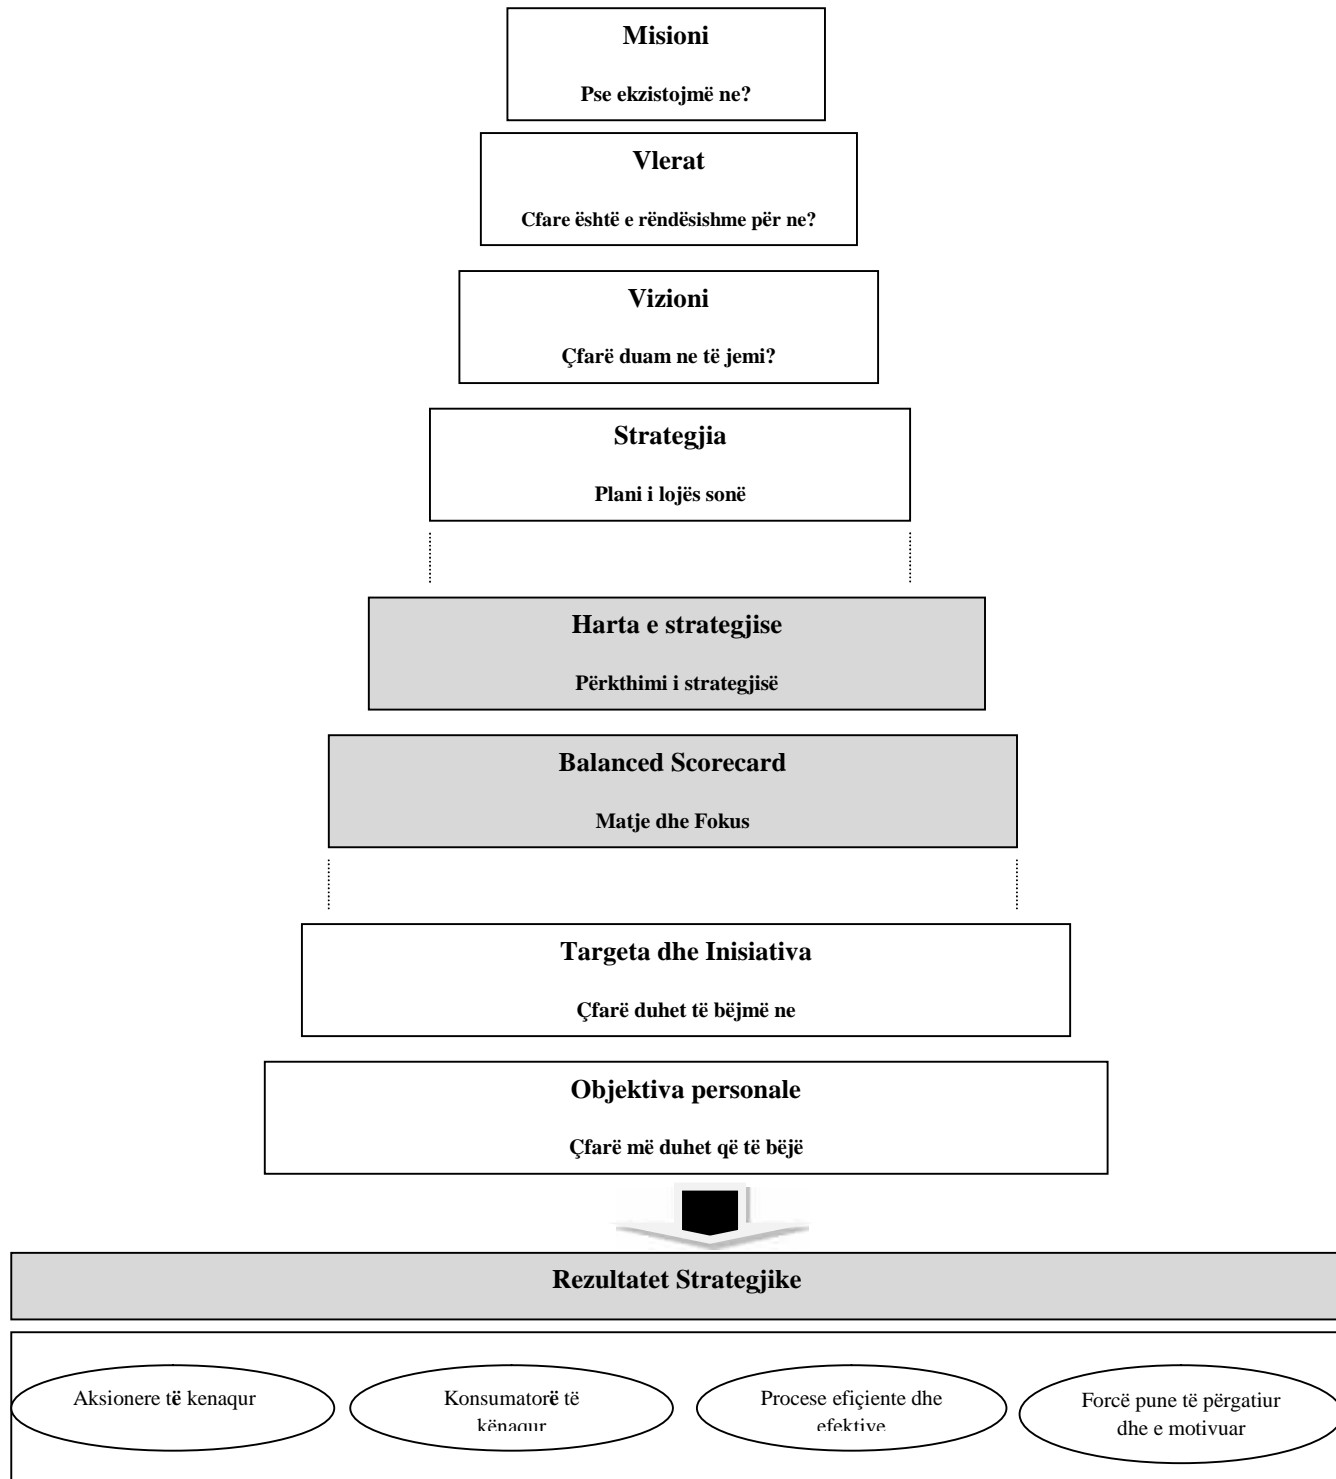 Misioni
Pse ekzistojmë ne?
Vlerat
Cfare është e rëndësishme për ne?
Vizioni
Çfarë duam ne të jemi?
Strategjia
Plani i lojës sonë
Harta e strategjise
Përkthimi i strategjisë
Balanced Scorecard
Matje dhe Fokus
Targeta dhe Inisiativa
Çfarë duhet të bëjmë ne
Objektiva personale
Çfarë më duhet që të bëjë
Rezultatet Strategjike
Aksionere të kenaqur
Konsumatorë të
kënaqur
Procese efiçiente dhe
efektive
Forcë pune të përgatiur
dhe e motivuar